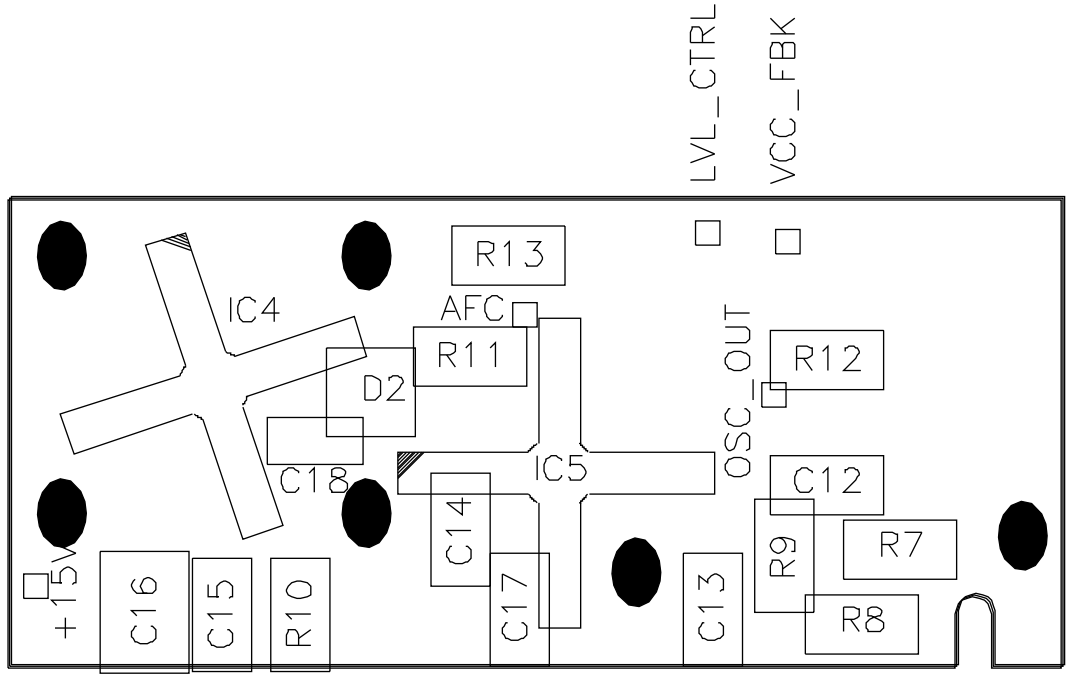 LVL_CTRL
VCC_FBK
R13
IC4
AFC
R11
OSC_OUT
R12
D2
IC5
C18
C12
C14
R9
R7
+15V
C16
C15
R10
C17
C13
R8